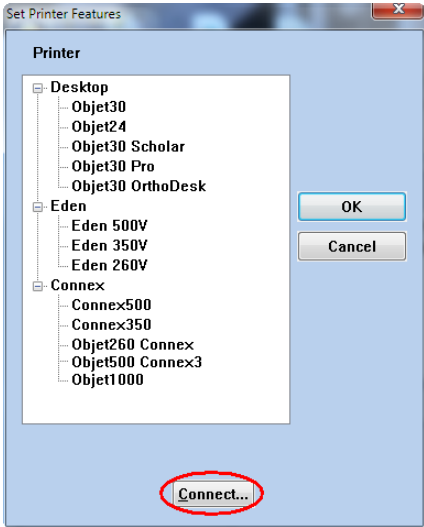 Set Printer Features
X
Printer
Desktop
Objet30
Objet24
Objet30 Scholar
Objet30 Pro
Objet30 OrthoDesk
Eden
Eden 500V
Eden 350V
Eden 260V
Connex
Connex500
Connex350
Objet260 Connex
Objet500 Connex3
Objet1000
OK
Cancel
Connect...